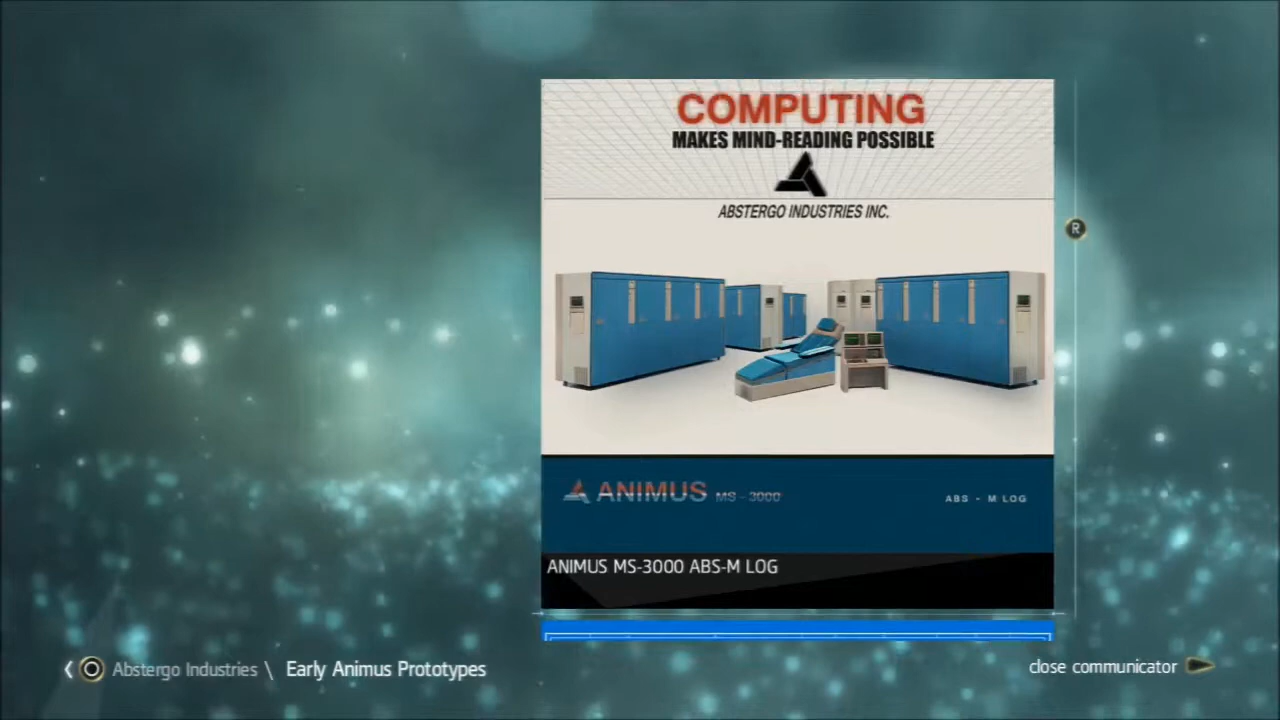 COMPUTING
MAKES MIND-READING POSSIBLE
ABSTERGO INDUSTRIES INC.
R
ANIMUS MS - 3000
ABS - M LOG
ANIMUS MS-3000 ABS-M LOG
Abstergo Industries \ Early Animus Prototypes
close communicator